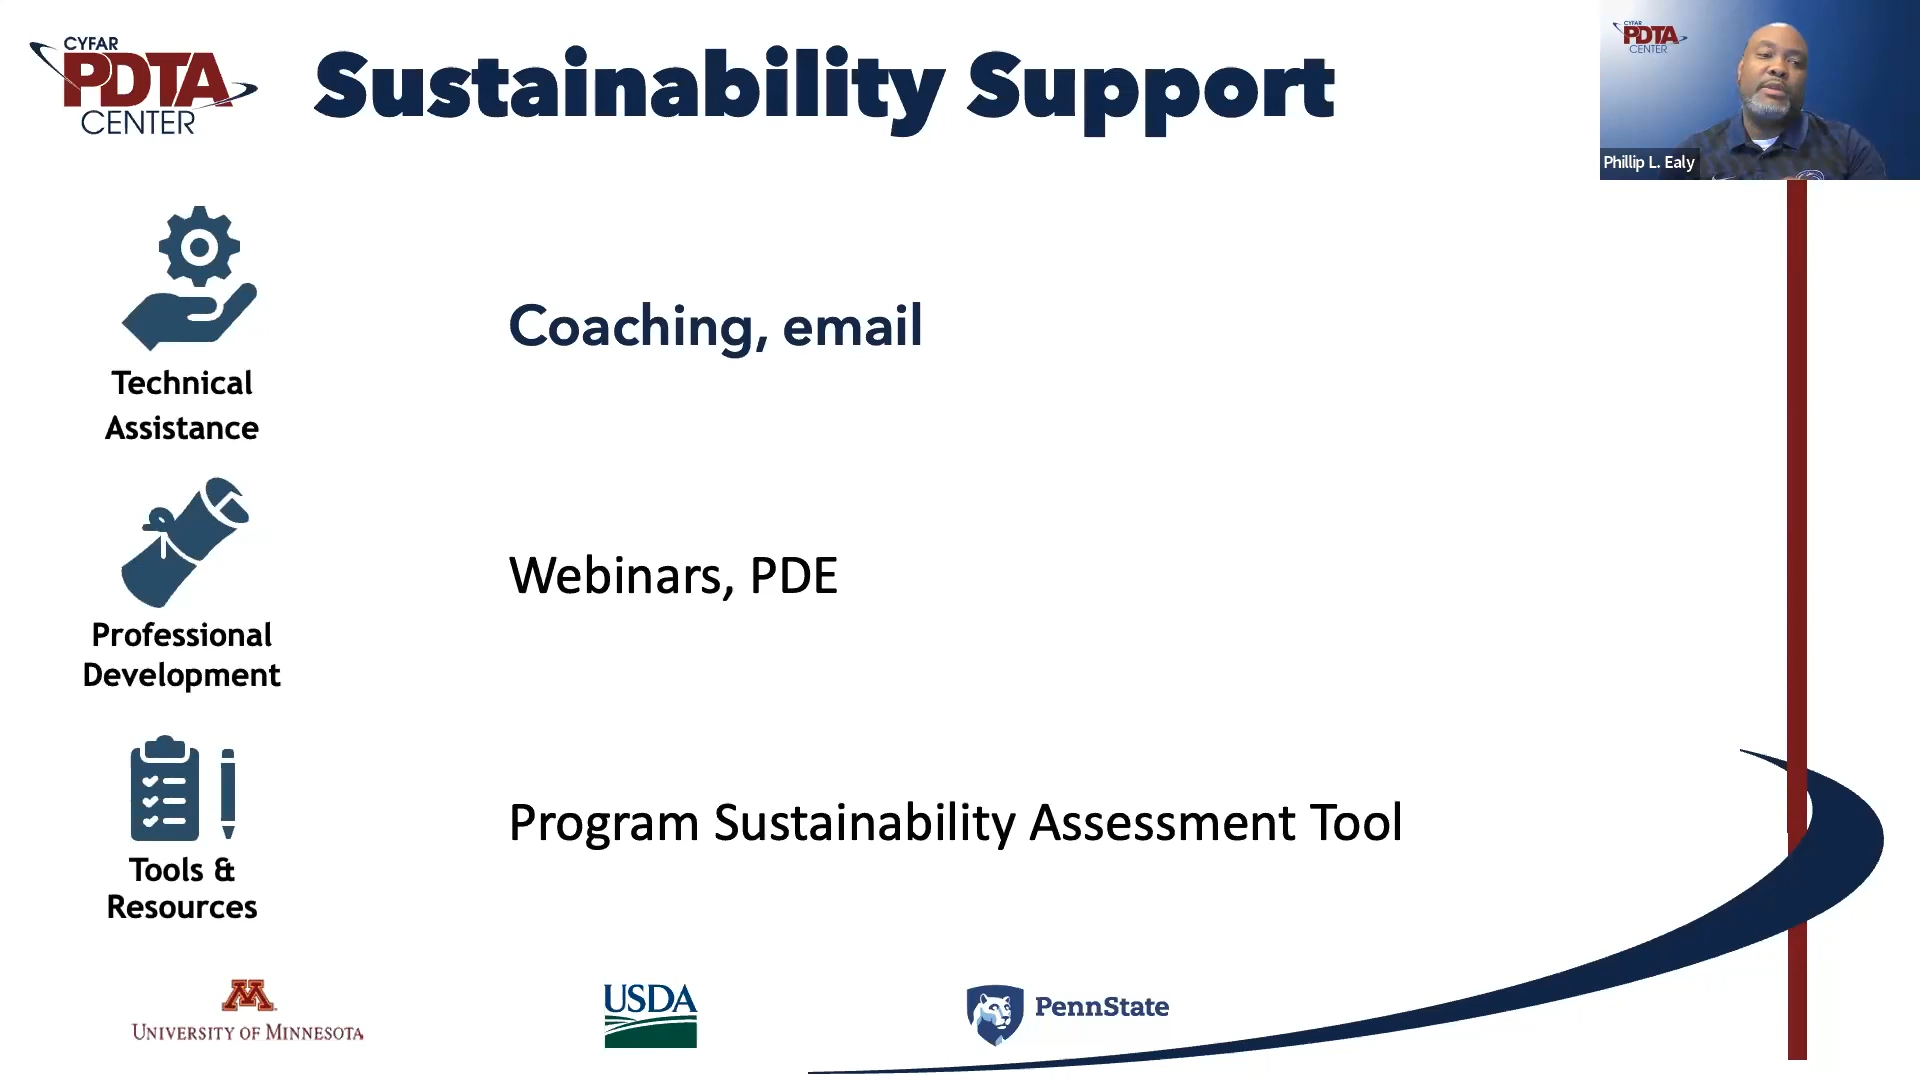 CYFAR
PDTA
CENTER
Sustainability Support
CYFAR
PDTA
CENTER
Phillip L. Ealy
Technical
Assistance
Coaching, email
Professional
Development
Webinars, PDE
Tools &
Resources
Program Sustainability Assessment Tool
M
UNIVERSITY OF MINNESOTA
USDA
PennState